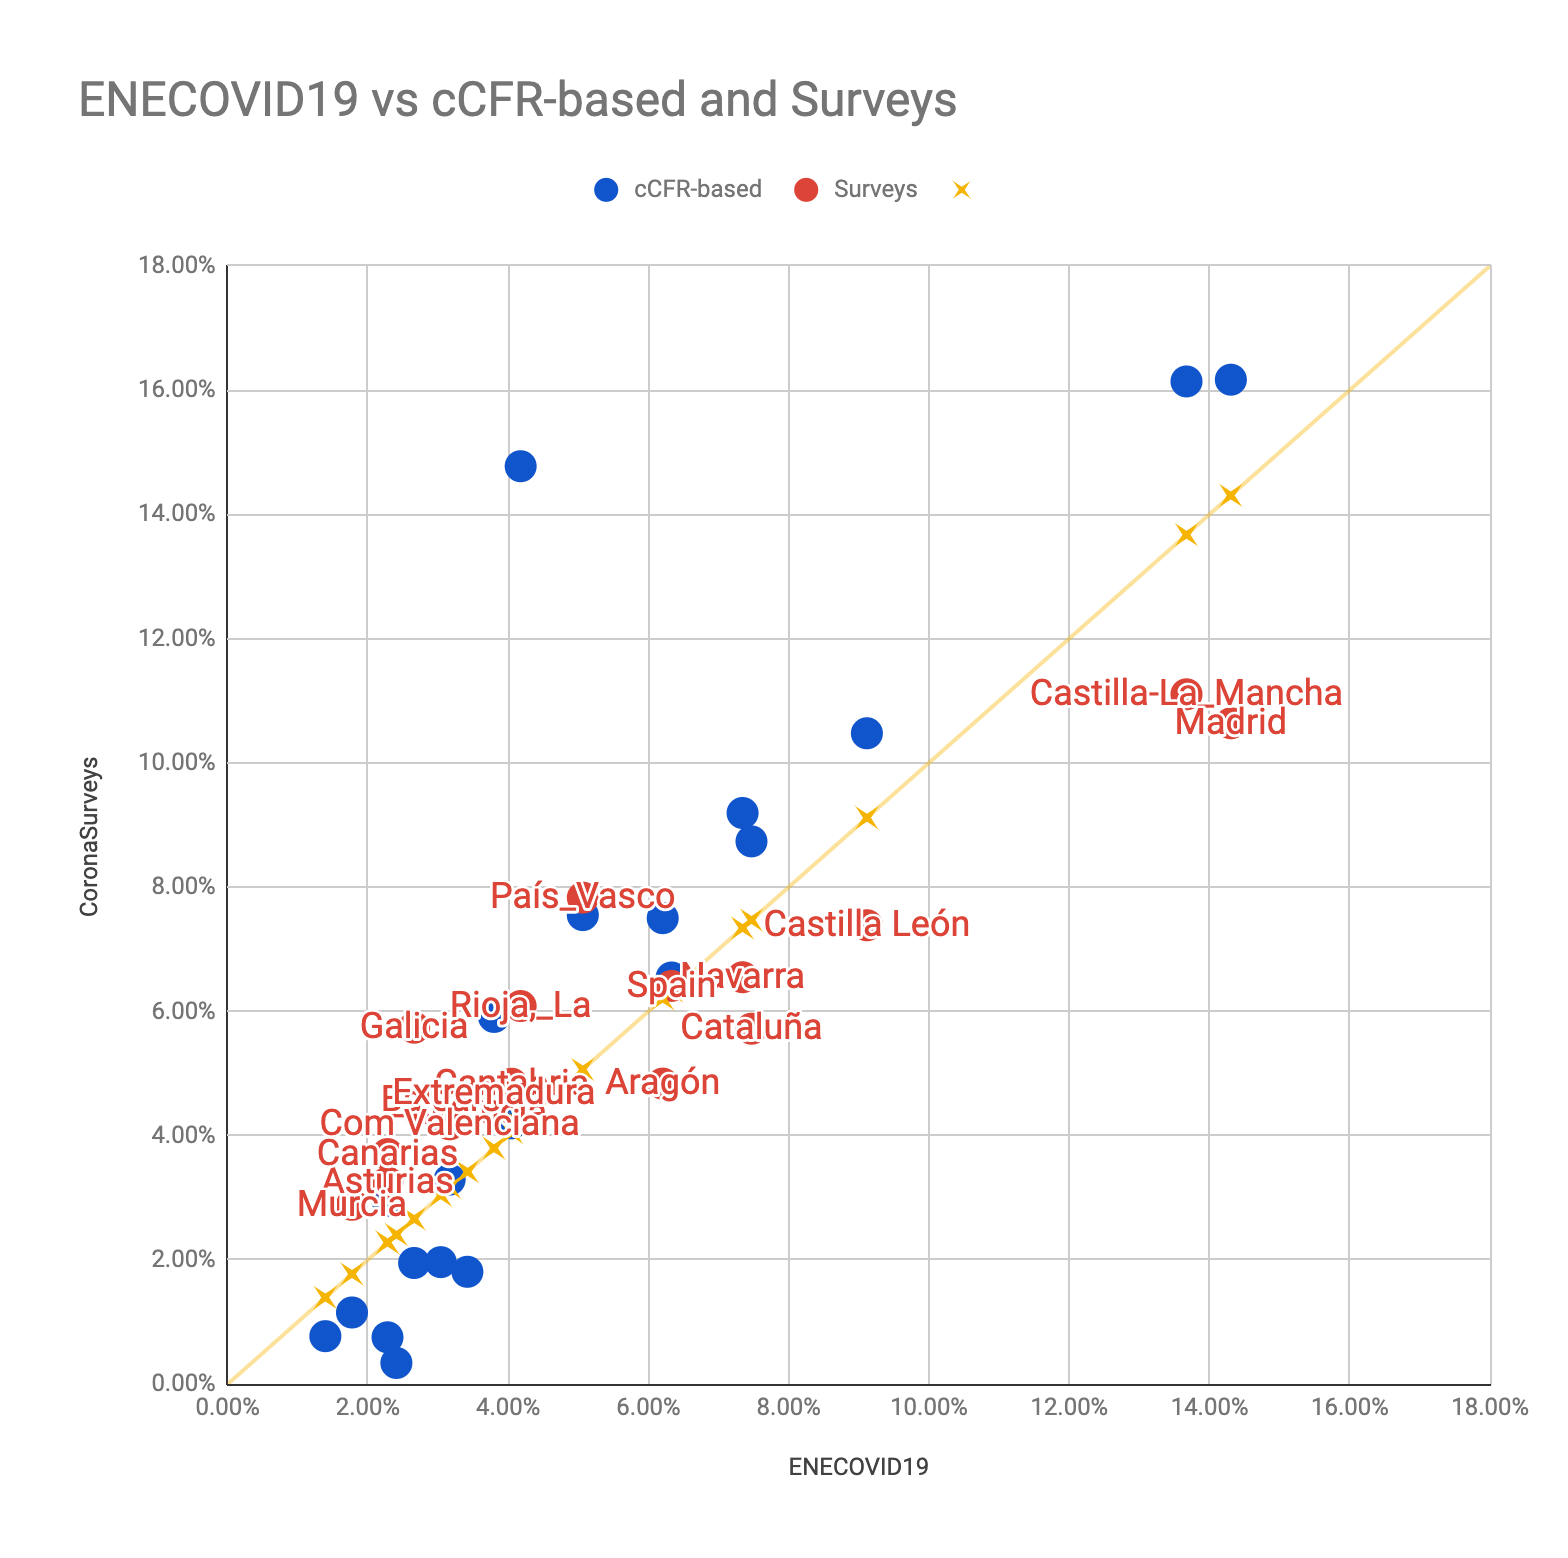 ENECOVID19 vs cCFR-based and Surveys
cCFR-based Surveys
18.00%
16.00%
14.00%
12.00%
10.00%
8.00%
6.00%
4.00%
2.00%
0.00%
CoronaSurveys
Castilla-La_Mancha
Madrid
País_Vasco
Castilla León
Navarra
Spain
Rioja,_La
Galicia
Cataluña
Cantabria
Aragón
Extremadura
Com Valenciana
Canarias
Asturias
Murcia
0.00% 2.00% 4.00% 6.00% 8.00% 10.00% 12.00% 14.00% 16.00% 18.00%
ENECOVID19